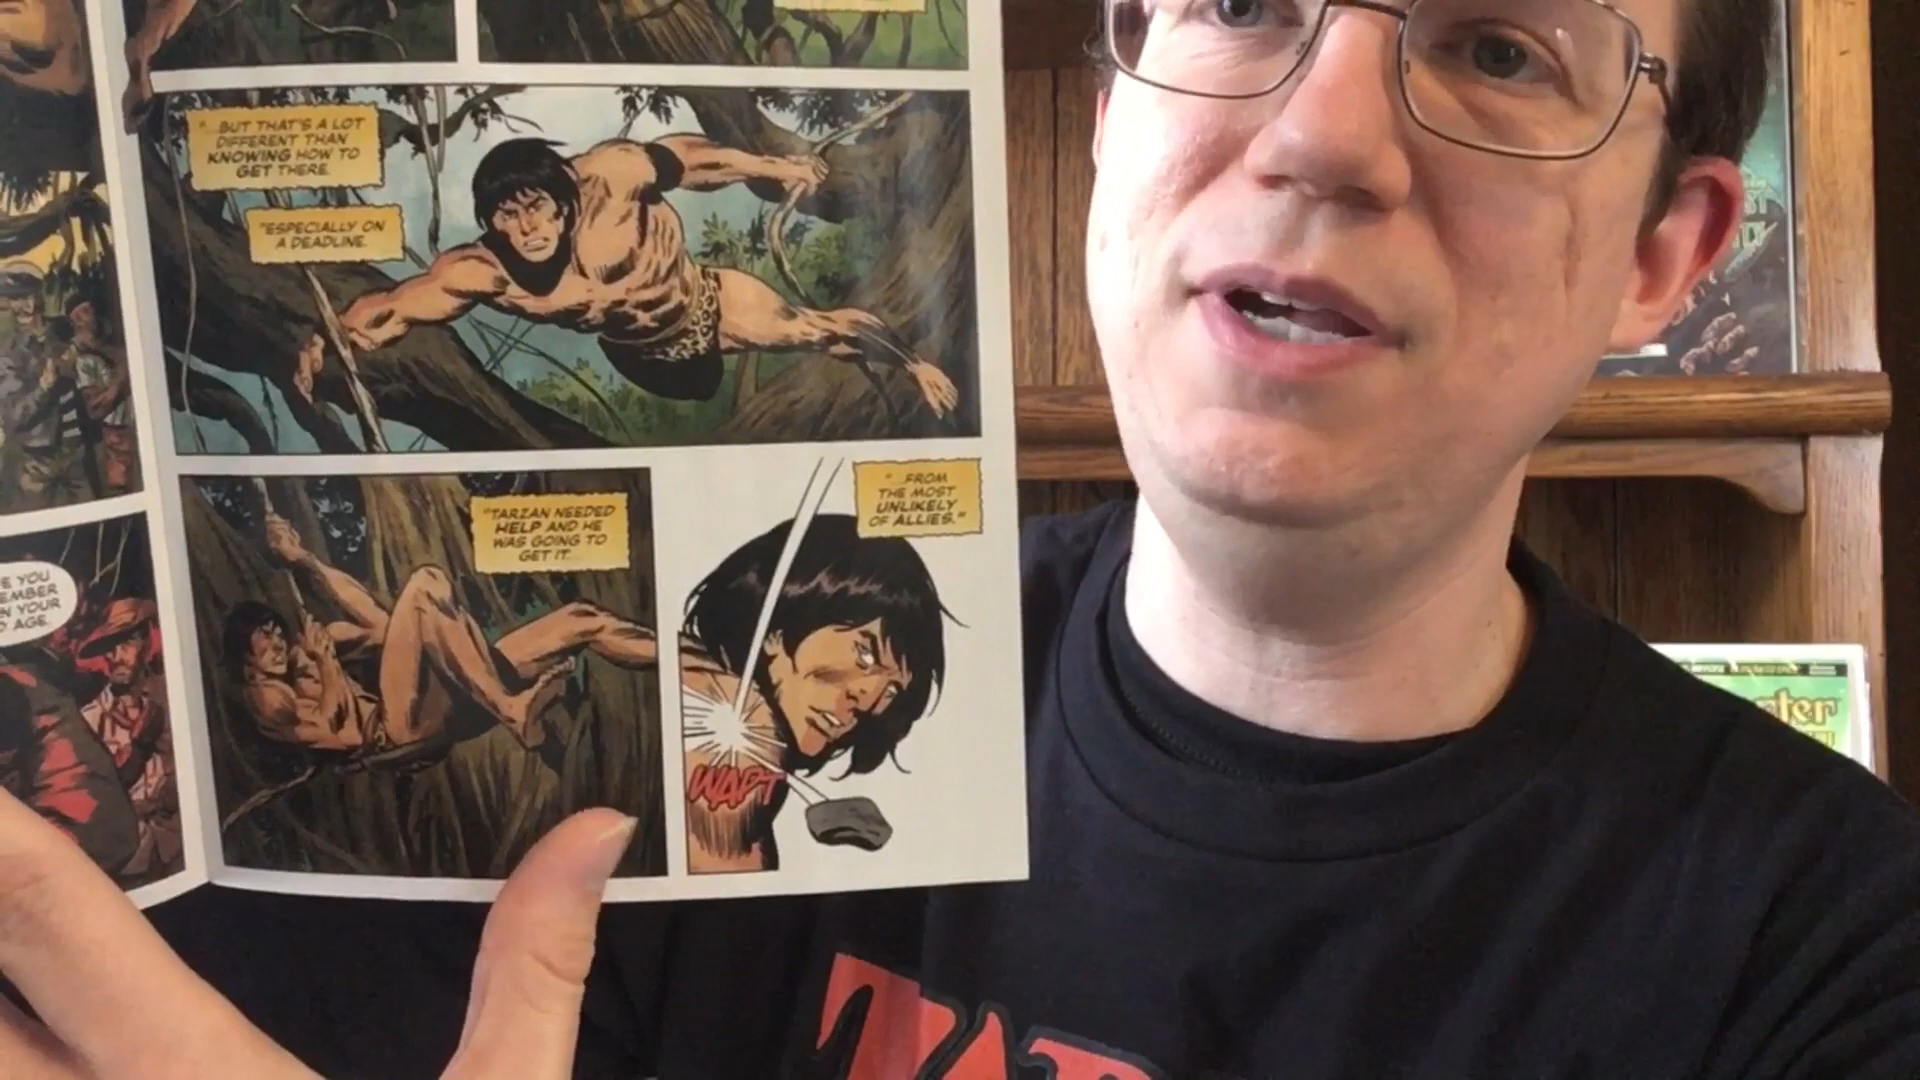 "...BUT THAT'S A LOT
DIFFERENT THAN
KNOWING HOW TO
GET THERE.
"ESPECIALLY ON
A DEADLINE.
"TARZAN NEEDED
HELP AND HE
WAS GOING TO
GET IT...
"...FROM
THE MOST
UNLIKELY
OF ALLIES."
WAPT
E YOU
EMBER
N YOUR
AGE.